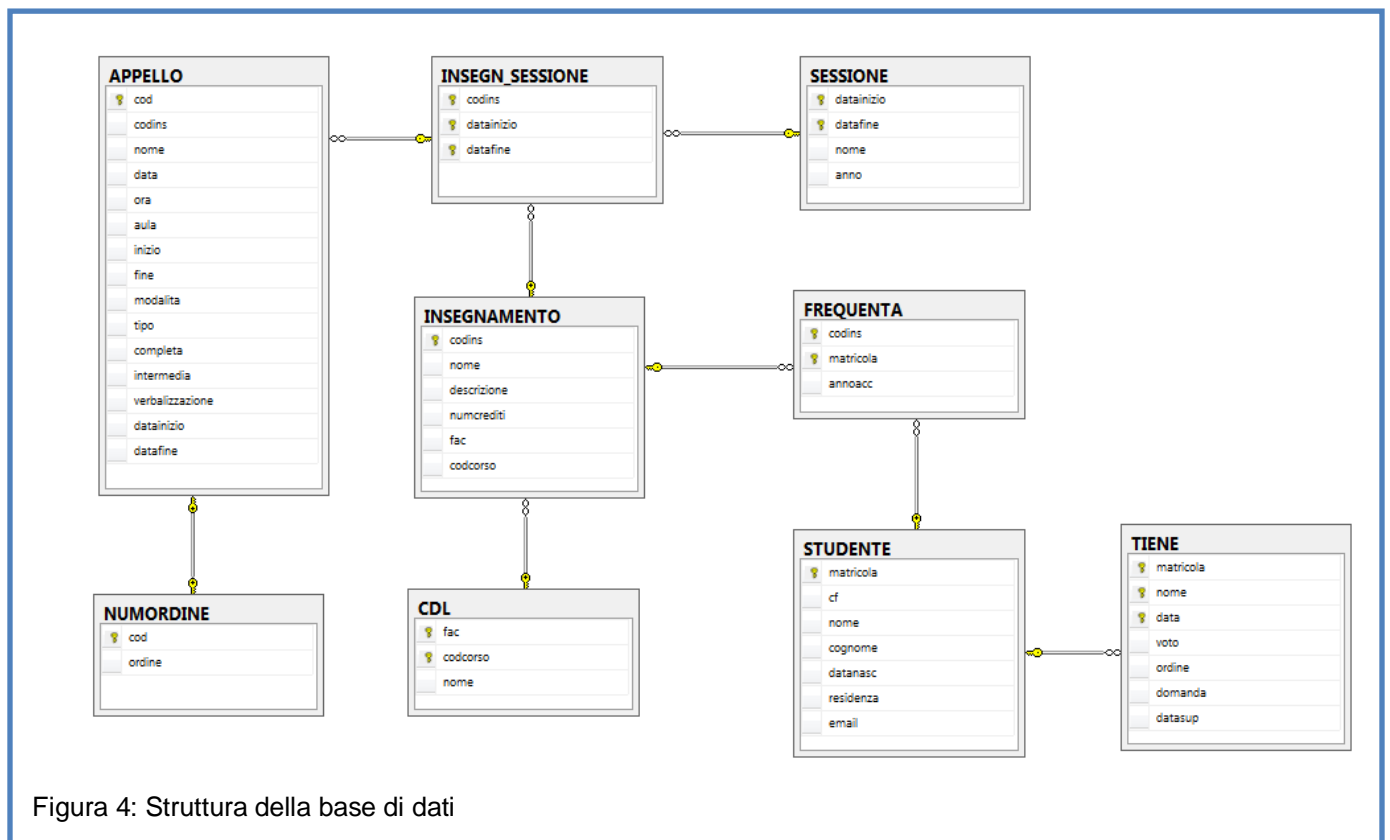 APPELLO
cod
codins
nome
data
ora
aula
inizio
fine
modalita
tipo
completa
intermedia
verbalizzazione
datainizio
datafine
INSEGN_SESSIONE
codins
datainizio
datafine
SESSIONE
datainizio
datafine
nome
anno
INSEGNAMENTO
codins
nome
descrizione
numcrediti
fac
codcorso
FREQUENTA
codins
matricola
annoacc
NUMORDINE
cod
ordine
CDL
fac
codcorso
nome
STUDENTE
matricola
cf
nome
cognome
datanasc
residenza
email
TIENE
matricola
nome
data
voto
ordine
domanda
datasup
Figura 4: Struttura della base di dati